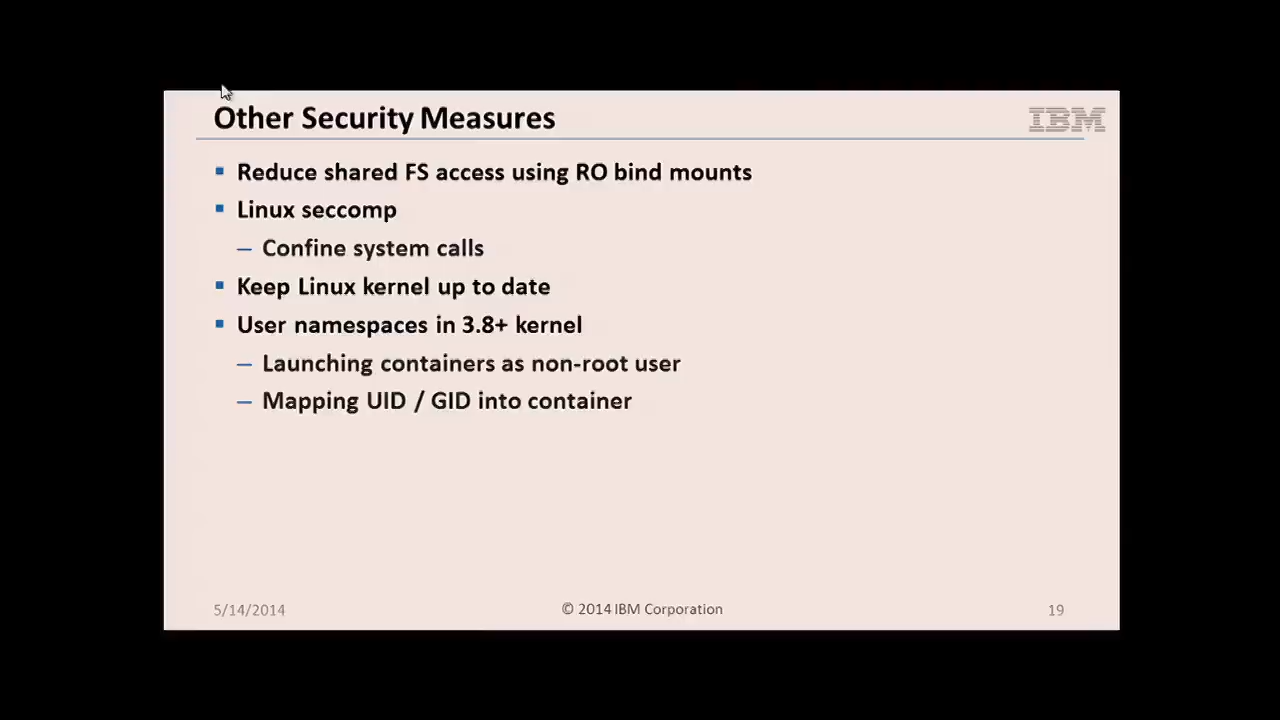 Other Security Measures
IBM
Reduce shared FS access using RO bind mounts
Linux seccomp
– Confine system calls
Keep Linux kernel up to date
User namespaces in 3.8+ kernel
– Launching containers as non-root user
– Mapping UID / GID into container
5/14/2014
© 2014 IBM Corporation
19